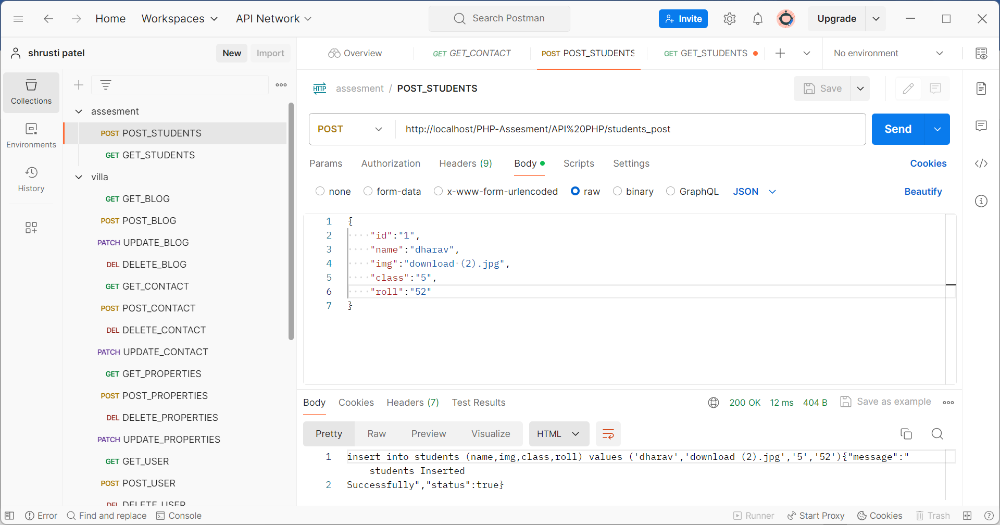 Home Workspaces API Network Search Postman Invite Upgrade
shrusti patel New Import
Overview GET GET_CONTACT POST POST_STUDENTS GET GET_STUDENTS No environment
Collections
Environments
History
assesment
POST POST_STUDENTS
GET GET_STUDENTS
villa
GET GET_BLOG
POST POST_BLOG
PATCH UPDATE_BLOG
DEL DELETE_BLOG
GET GET_CONTACT
POST POST_CONTACT
DEL DELETE_CONTACT
PATCH UPDATE_CONTACT
GET GET_PROPERTIES
POST POST_PROPERTIES
DEL DELETE_PROPERTIES
PATCH UPDATE_PROPERTIES
GET GET_USER
POST POST_USER
DEL DELETE_USER
HTTP assesment / POST_STUDENTS Save
POST http://localhost/PHP-Assesment/API%20PHP/students_post Send
Params Authorization Headers (9) Body Scripts Settings Cookies
none form-data x-www-form-urlencoded raw binary GraphQL JSON Beautify
1 {
2 "id":"1",
3 "name":"dharav",
4 "img":"download (2).jpg",
5 "class":"5",
6 "roll":"52"
7 }
Body Cookies Headers (7) Test Results 200 OK 12 ms 404 B Save as example
Pretty Raw Preview Visualize HTML
1 insert into students (name,img,class,roll) values ('dharav','download (2).jpg','5','52'){"message":"
students Inserted
2 Successfully","status":true}
Error Find and replace Console Runner Start Proxy Cookies Trash